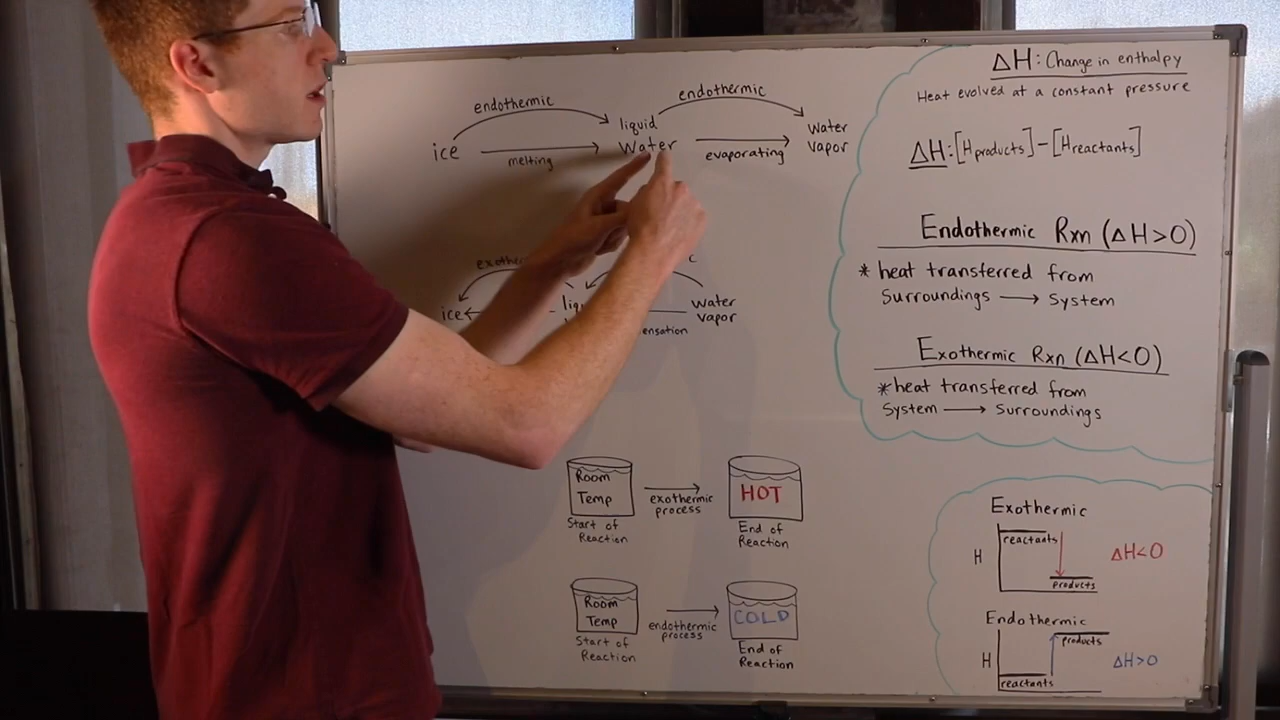 endothermic
endothermic
ice
melting
liquid
Water
evaporating
Water
vapor
ice
Water
vapor
Room
Temp
exothermic
process
HOT
Start of
Reaction
End of
Reaction
Room
Temp
endothermic
process
COLD
Start of
Reaction
End of
Reaction
ΔH: Change in enthalpy
Heat evolved at a constant pressure
ΔH: [H products] - [H reactants]
Endothermic Rxn (ΔH>0)
* heat transferred from
Surroundings → System
Exothermic Rxn (ΔH<0)
* heat transferred from
System → Surroundings
Exothermic
reactants
H
ΔH<0
products
Endothermic
products
H
ΔH>0
reactants